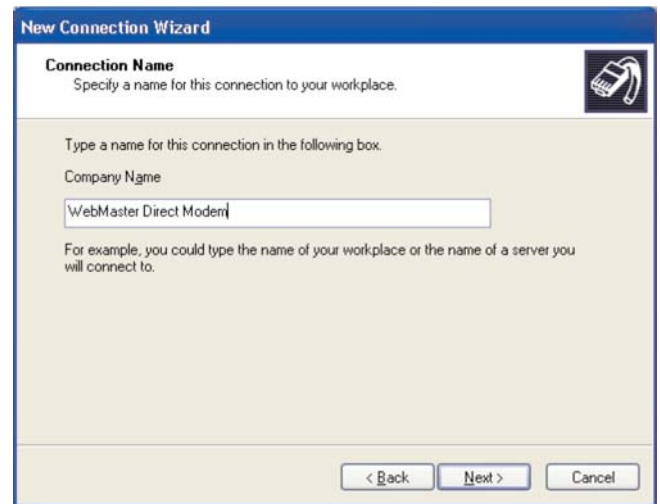 New Connection Wizard
Connection Name
Specify a name for this connection to your workplace.
Type a name for this connection in the following box.
Company Name
WebMaster Direct Modem
For example, you could type the name of your workplace or the name of a server you
will connect to.
< Back
Next >
Cancel